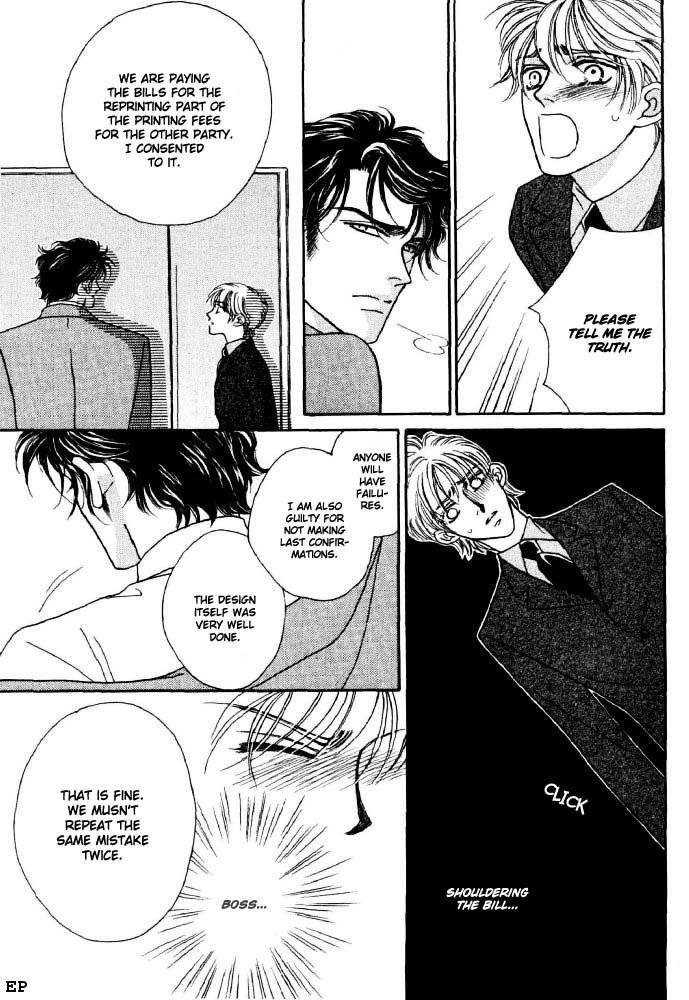 PLEASE
TELL ME THE
TRUTH.
WE ARE PAYING
THE BILLS FOR THE
REPRINTING PART OF
THE PRINTING FEES
FOR THE OTHER PARTY.
I CONSENTED
TO IT.
CLICK
SHOULDERING
THE BILL...
ANYONE
WILL
HAVE
FAILU-
RES.
I AM ALSO
GUILTY FOR
NOT MAKING
LAST CONFIR-
MATIONS.
THE DESIGN
ITSELF WAS
VERY WELL
DONE.
THAT IS FINE.
WE MUSN'T
REPEAT THE
SAME MISTAKE
TWICE.
BOSS...
EP